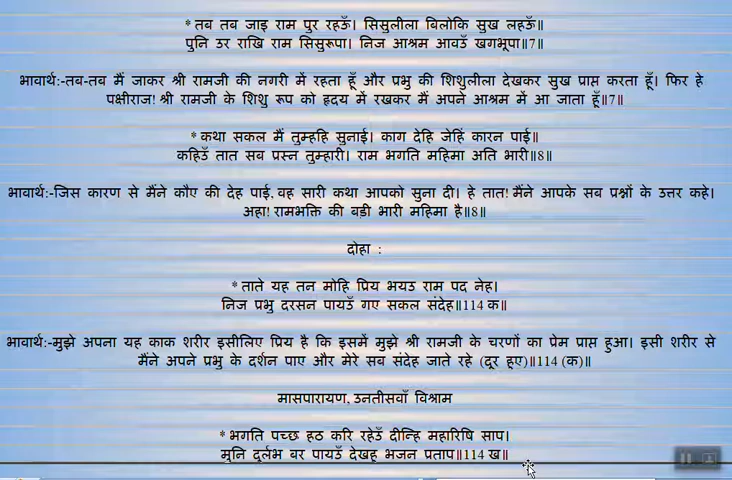 * तब तब जाइ राम पुर रहऊँ। सिसुलीला बिलोकि सुख लहऊँ॥
पुनि उर राखि राम सिसुरूपा। निज आश्रम आवउँ खगभूपा॥7॥
भावार्थ:-तब-तब मैं जाकर श्री रामजी की नगरी में रहता हूँ और प्रभु की शिशुलीला देखकर सुख प्राप्त करता हूँ। फिर हे
पक्षीराज! श्री रामजी के शिशु रूप को हृदय में रखकर मैं अपने आश्रम में आ जाता हूँ॥7॥
* कथा सकल मैं तुम्हहि सुनाई। काग देहि जेहिं कारन पाई॥
कहिउँ तात सब प्रस्न तुम्हारी। राम भगति महिमा अति भारी॥8॥
भावार्थ:-जिस कारण से मैंने कौए की देह पाई, वह सारी कथा आपको सुना दी। हे तात! मैंने आपके सब प्रश्नों के उत्तर कहे।
अहा! रामभक्ति की बड़ी भारी महिमा है॥8॥
दोहा :
* ताते यह तन मोहि प्रिय भयउ राम पद नेह।
निज प्रभु दरसन पायउँ गए सकल संदेह॥114 क॥
भावार्थ:-मुझे अपना यह काक शरीर इसीलिए प्रिय है कि इसमें मुझे श्री रामजी के चरणों का प्रेम प्राप्त हुआ। इसी शरीर से
मैंने अपने प्रभु के दर्शन पाए और मेरे सब संदेह जाते रहे (दूर हुए)॥114 (क)॥
मासपारायण, उनतीसवाँ विश्राम
* भगति पच्छ हठ करि रहेउँ दीन्हि महारिषि साप।
मुनि दुर्लभ बर पायउँ देखहु भजन प्रताप॥114 ख॥